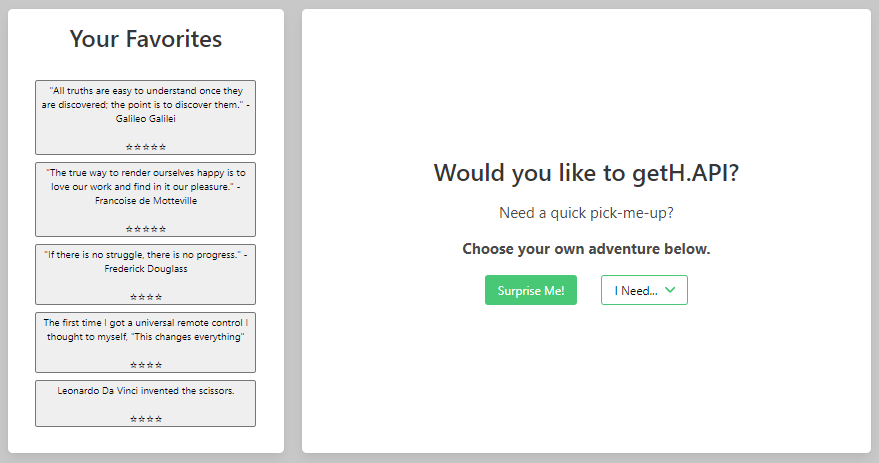 Your Favorites
"All truths are easy to understand once they
are discovered; the point is to discover them." -
Galileo Galilei
☆☆☆☆☆
"The true way to render ourselves happy is to
love our work and find in it our pleasure." -
Francoise de Motteville
☆☆☆☆☆
"If there is no struggle, there is no progress." -
Frederick Douglass
☆☆☆☆
The first time I got a universal remote control I
thought to myself, "This changes everything"
☆☆☆☆
Leonardo Da Vinci invented the scissors.
☆☆☆☆
Would you like to getH.API?
Need a quick pick-me-up?
Choose your own adventure below.
Surprise Me!
I Need...